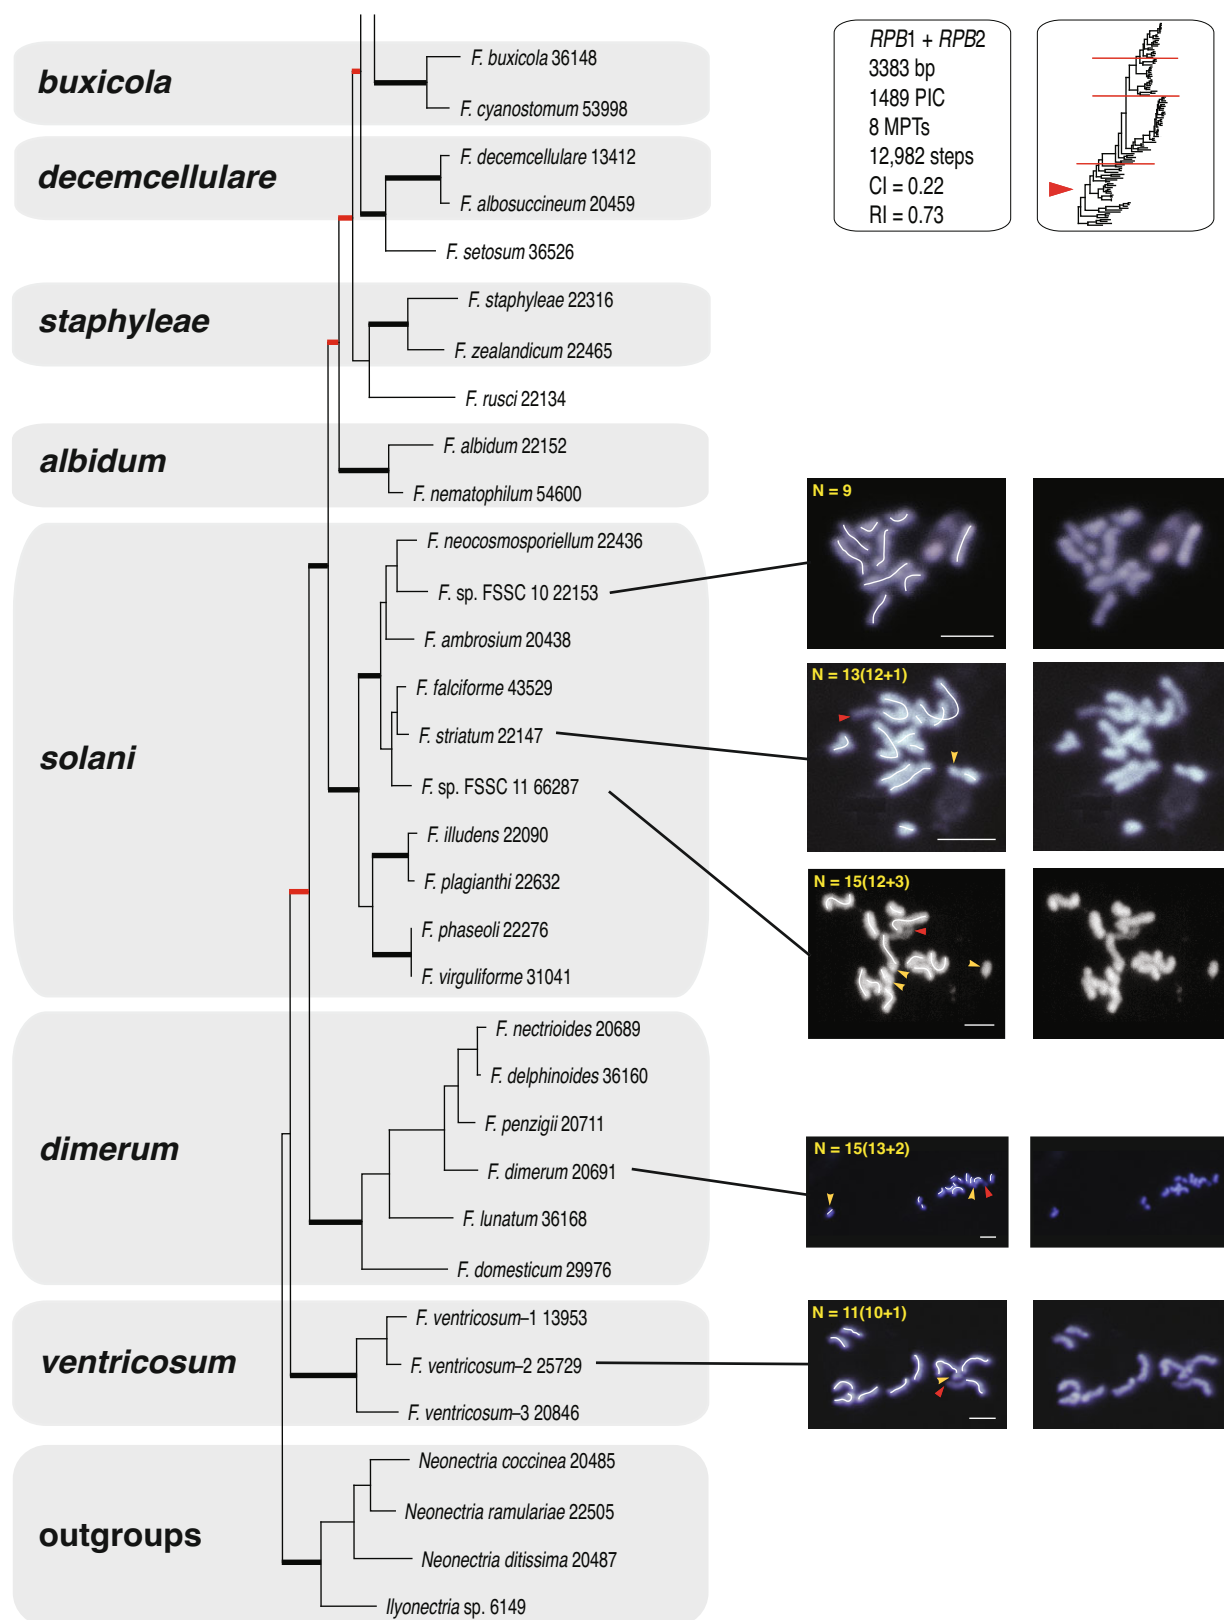 buxicola
F. buxicola 36148
F. cyanostomum 53998
decemcellulare
F. decemcellulare 13412
F. albosuccineum 20459
F. setosum 36526
staphyleae
F. staphyleae 22316
F. zealandicum 22465
F. rusci 22134
albidum
F. albidum 22152
F. nematophilum 54600
solani
F. neocosmosporiellum 22436
F. sp. FSSC 10 22153
F. ambrosium 20438
F. falciforme 43529
F. striatum 22147
F. sp. FSSC 11 66287
F. illudens 22090
F. plagianthi 22632
F. phaseoli 22276
F. virguliforme 31041
dimerum
F. nectrioides 20689
F. delphinoides 36160
F. penzigii 20711
F. dimerum 20691
F. lunatum 36168
F. domesticum 29976
ventricosum
F. ventricosum–1 13953
F. ventricosum–2 25729
F. ventricosum–3 20846
outgroups
Neonectria coccinea 20485
Neonectria ramulariae 22505
Neonectria ditissima 20487
Ilyonectria sp. 6149
RPB1 + RPB2
3383 bp
1489 PIC
8 MPTs
12,982 steps
CI = 0.22
RI = 0.73
N = 9
N = 13(12+1)
N = 15(12+3)
N = 15(13+2)
N = 11(10+1)